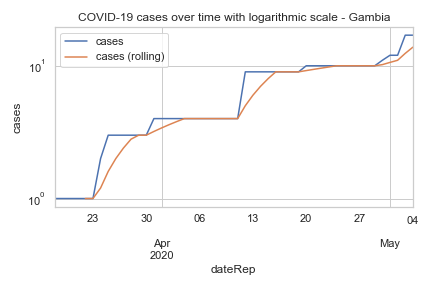 COVID-19 cases over time with logarithmic scale - Gambia
cases
cases (rolling)
10¹
10⁰
cases
23
30
06
13
20
27
04
Apr
2020
May
dateRep